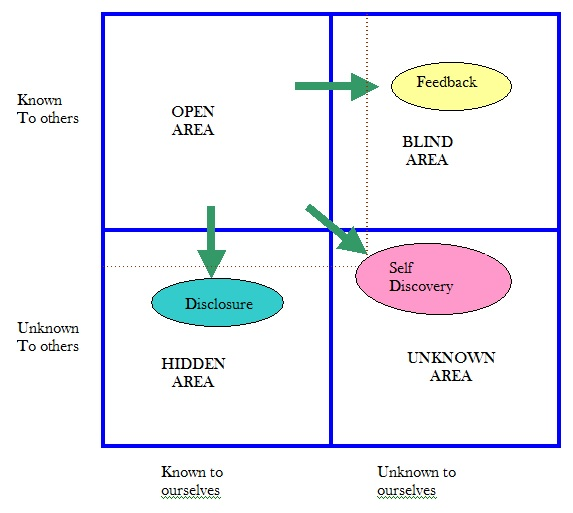 Known
To others
OPEN
AREA
Feedback
BLIND
AREA
Unknown
To others
Disclosure
HIDDEN
AREA
Self
Discovery
UNKNOWN
AREA
Known to
ourselves
Unknown to
ourselves